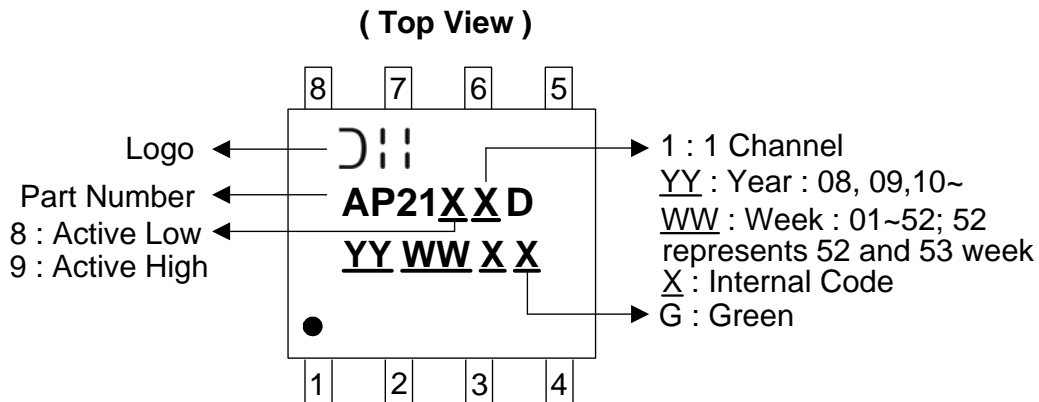 ( Top View )
8 7 6 5
Logo
Part Number
8 : Active Low
9 : Active High
AP21XXD
YY WW X X
1 : 1 Channel
YY : Year : 08, 09,10~
WW : Week : 01~52; 52
represents 52 and 53 week
X : Internal Code
G : Green
1 2 3 4